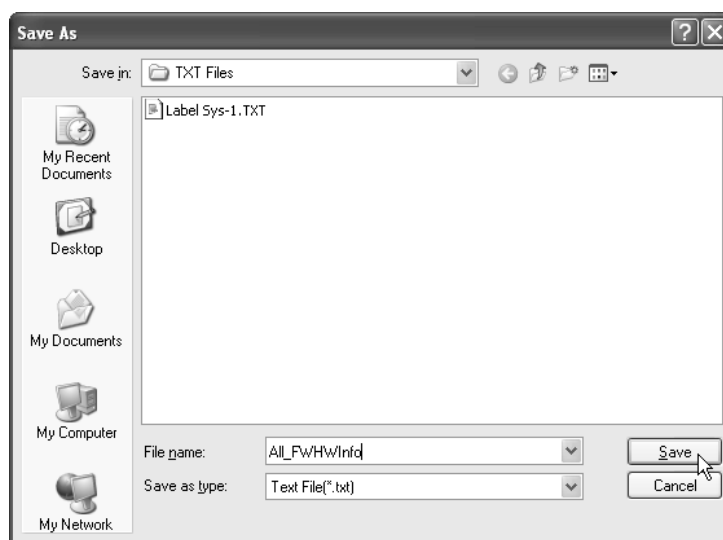 Save As
Save in: TXT Files
Label Sys-1.TXT
My Recent
Documents
Desktop
My Documents
My Computer
My Network
File name: All_FWHWInfo
Save
Save as type: Text File(*.txt)
Cancel